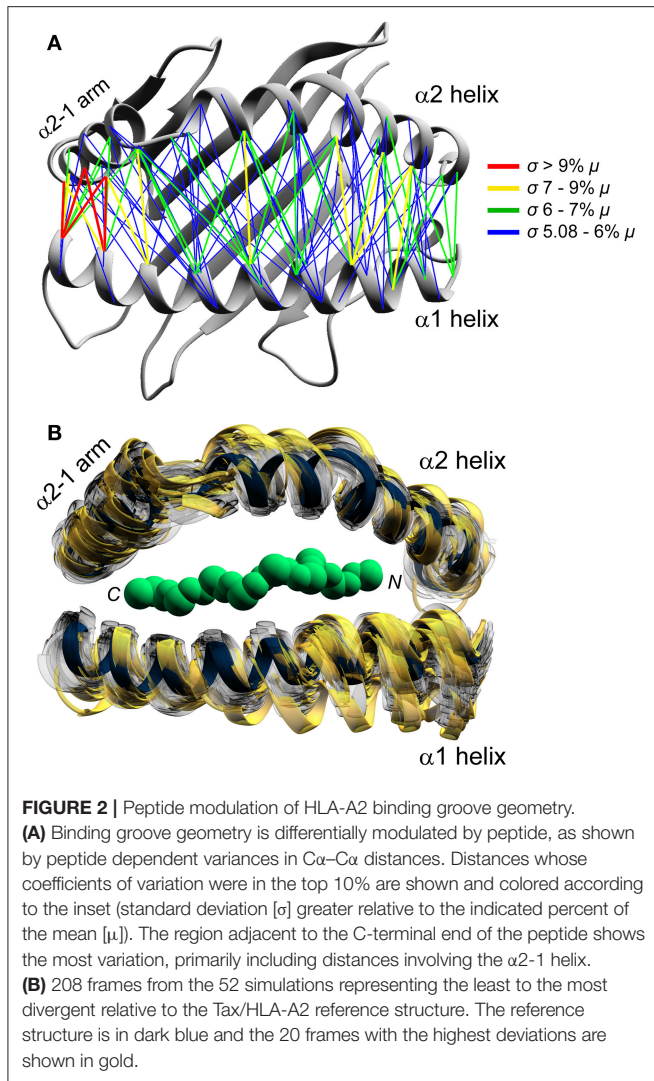 A
α2-1 arm
α2 helix
σ > 9% μ
σ 7 - 9% μ
σ 6 - 7% μ
σ 5.08 - 6% μ
α1 helix
B
α2-1 arm
α2 helix
C
N
α1 helix
FIGURE 2 | Peptide modulation of HLA-A2 binding groove geometry.
(A) Binding groove geometry is differentially modulated by peptide, as shown
by peptide dependent variances in Cα–Cα distances. Distances whose
coefficients of variation were in the top 10% are shown and colored according
to the inset (standard deviation [σ] greater relative to the indicated percent of
the mean [μ]). The region adjacent to the C-terminal end of the peptide shows
the most variation, primarily including distances involving the α2-1 helix.
(B) 208 frames from the 52 simulations representing the least to the most
divergent relative to the Tax/HLA-A2 reference structure. The reference
structure is in dark blue and the 20 frames with the highest deviations are
shown in gold.